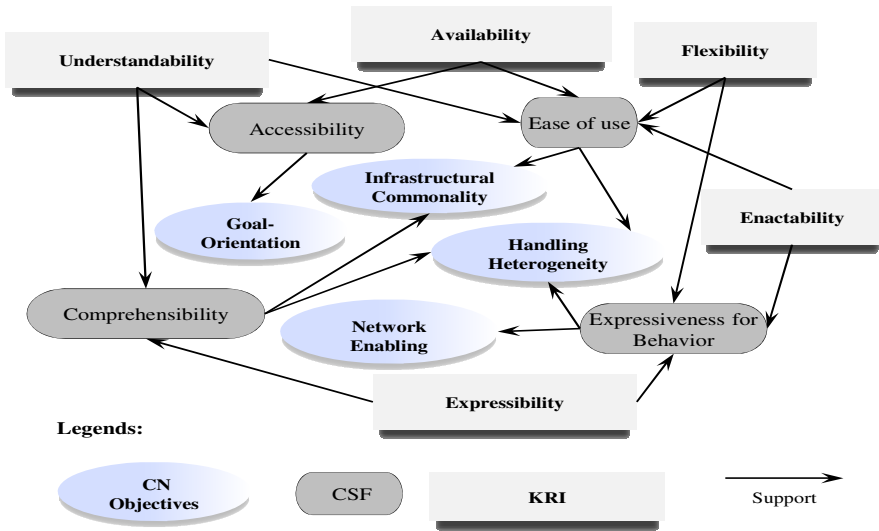 Availability
Flexibility
Understandability
Accessibility
Ease of use
Infrastructural
Commonality
Goal-
Orientation
Enactability
Handling
Heterogeneity
Comprehensibility
Network
Enabling
Expressiveness for
Behavior
Expressibility
Legends:
CN
Objectives
CSF
KRI
Support